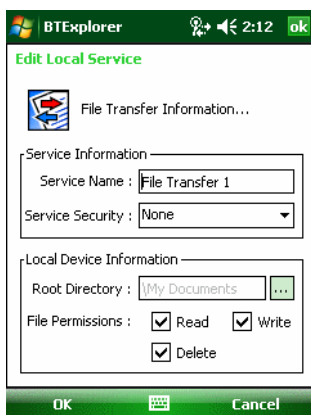 BTExplorer 2:12 ok
Edit Local Service
File Transfer Information...
Service Information
Service Name : File Transfer 1
Service Security : None
Local Device Information
Root Directory : \My Documents ...
File Permissions : Read Write
Delete
OK Cancel